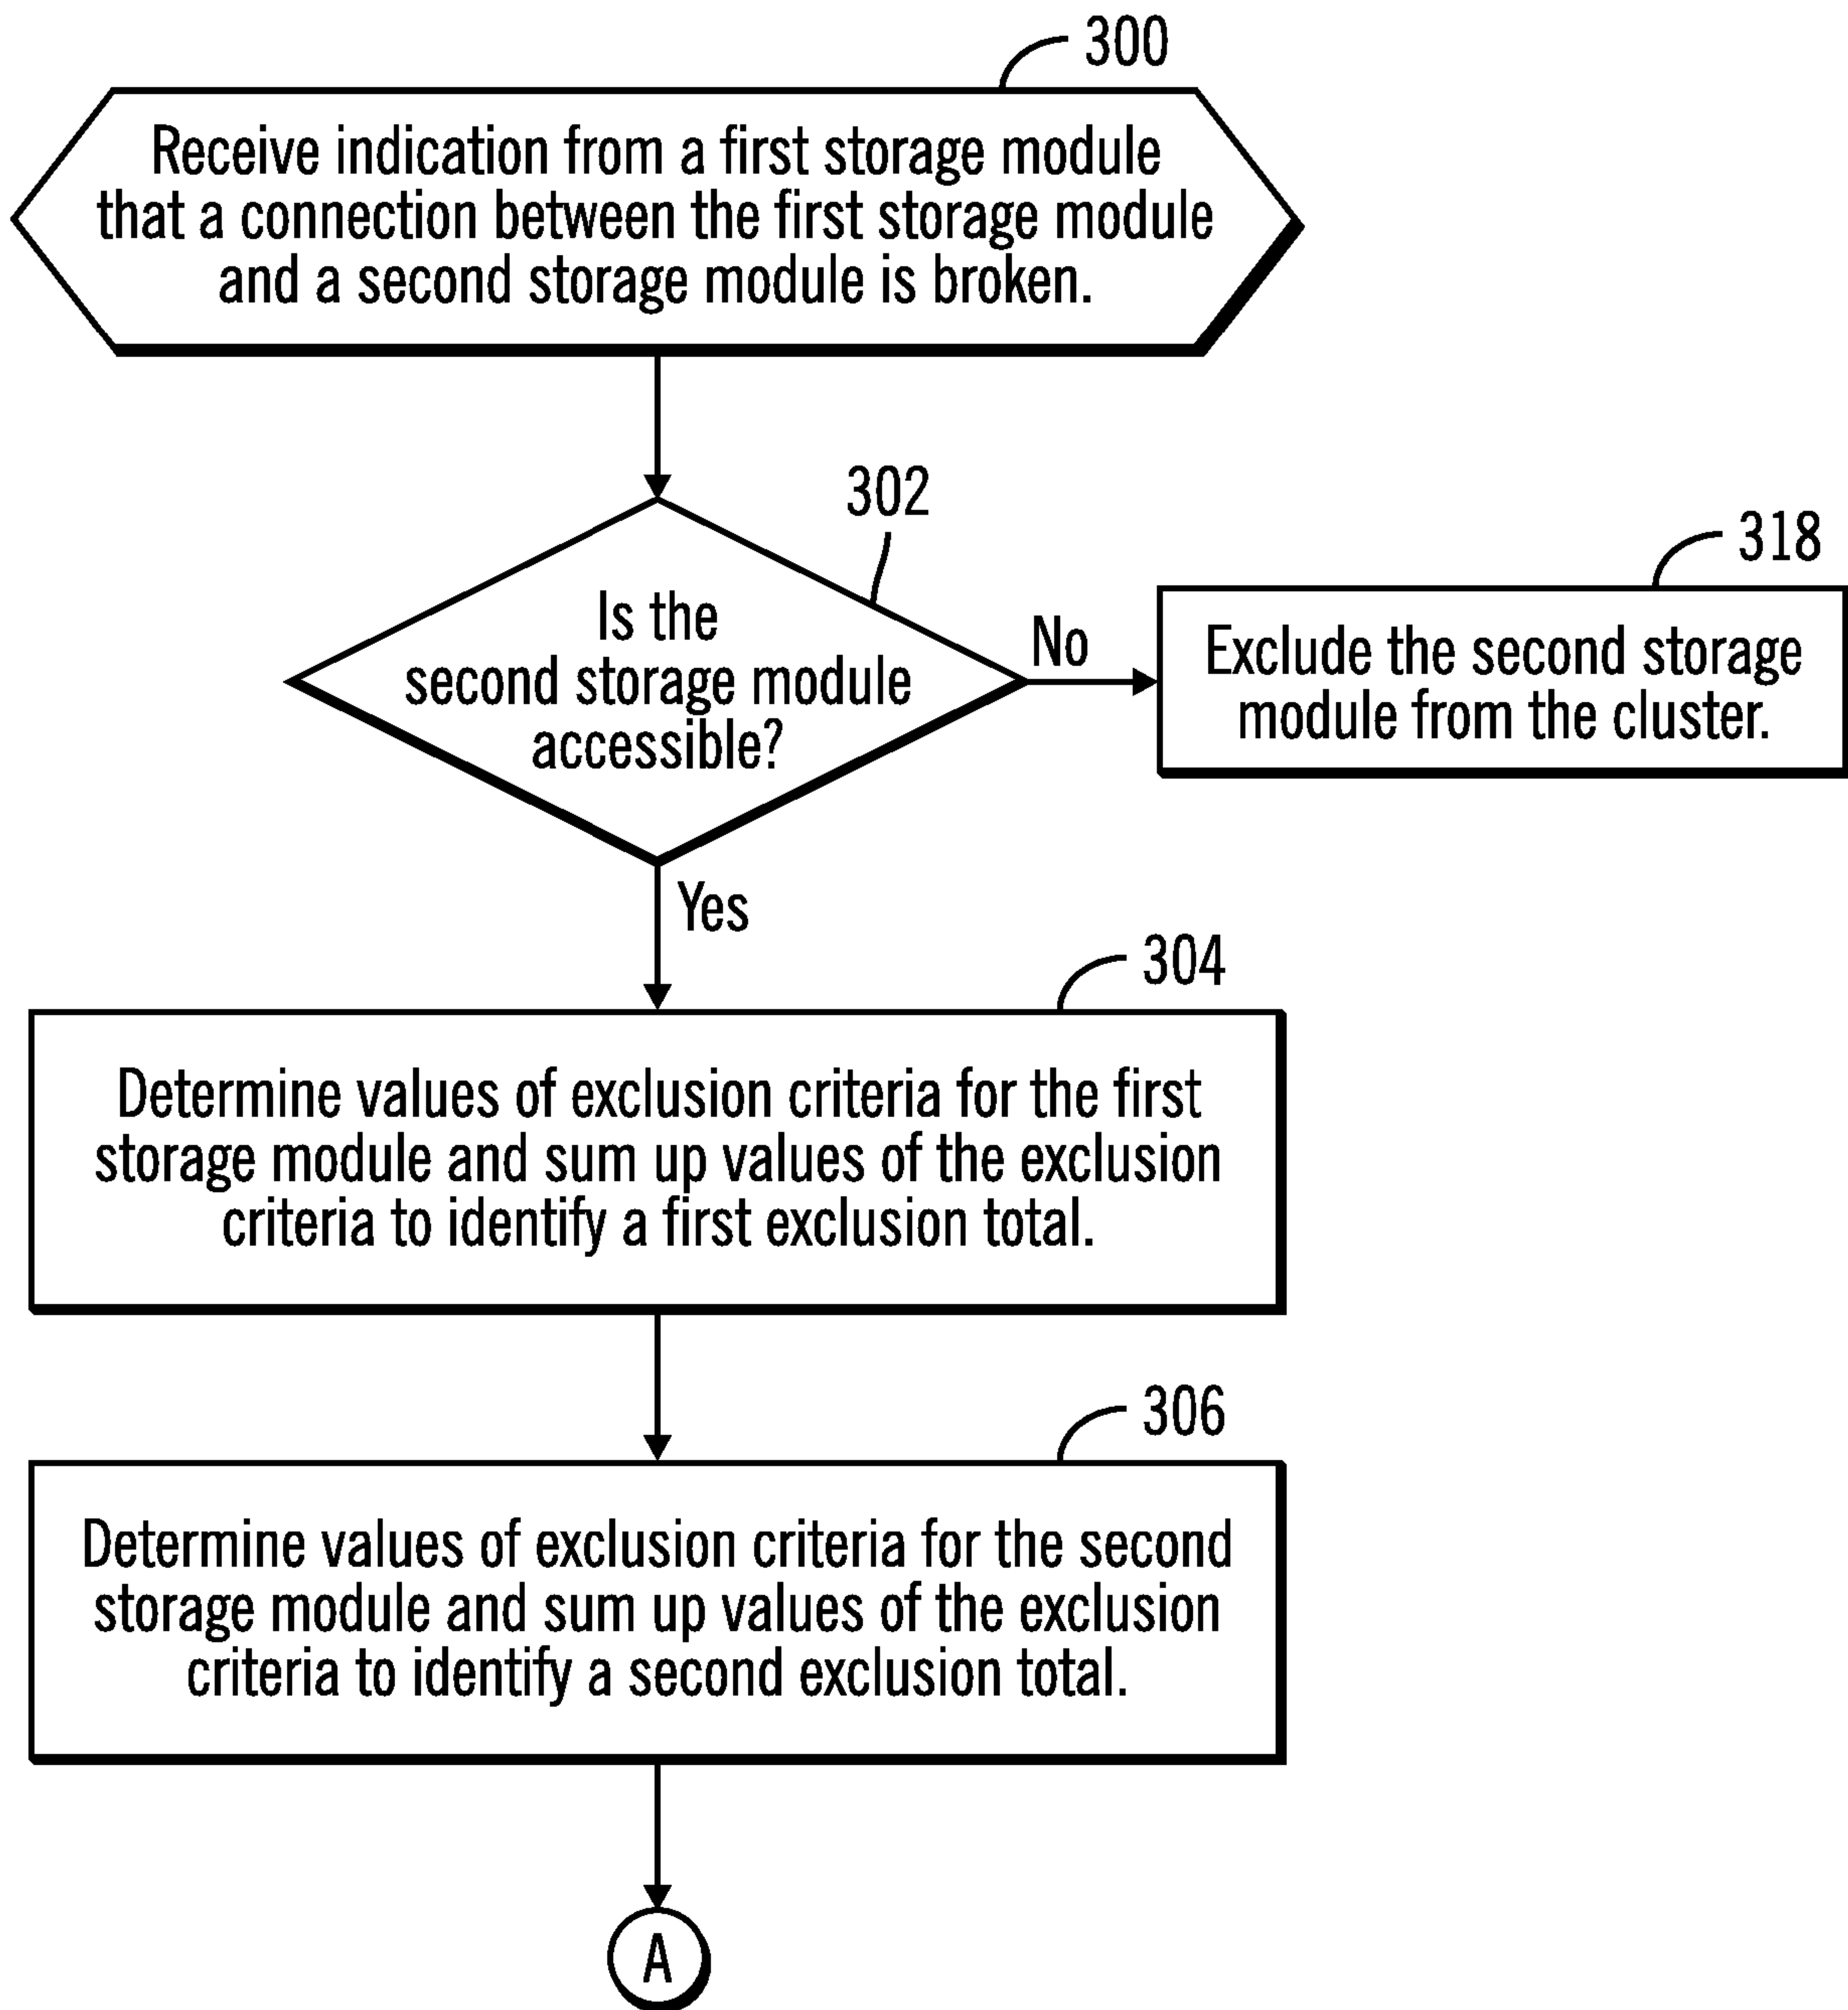 300
Receive indication from a first storage module
that a connection between the first storage module
and a second storage module is broken.
302
Is the
second storage module
accessible?
No
318
Exclude the second storage
module from the cluster.
Yes
304
Determine values of exclusion criteria for the first
storage module and sum up values of the exclusion
criteria to identify a first exclusion total.
306
Determine values of exclusion criteria for the second
storage module and sum up values of the exclusion
criteria to identify a second exclusion total.
A